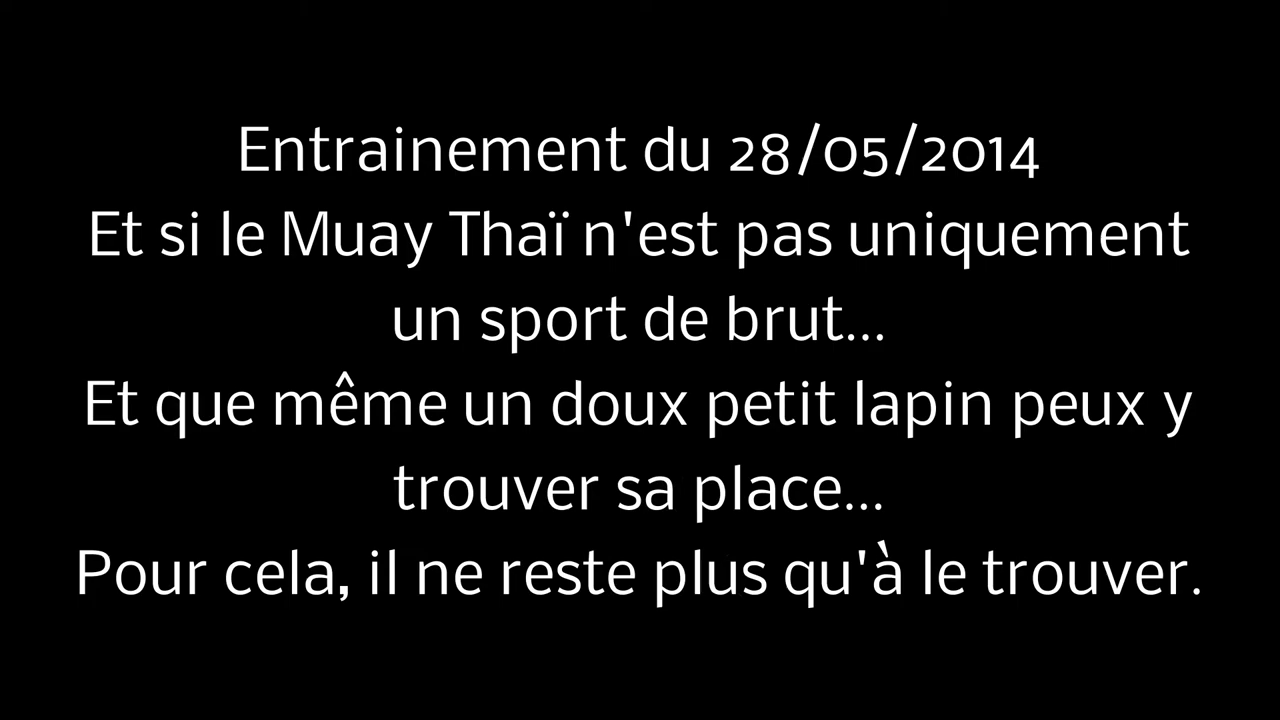 Entrainement du 28/05/2014
Et si le Muay Thaï n'est pas uniquement
un sport de brut...
Et que même un doux petit lapin peux y
trouver sa place...
Pour cela, il ne reste plus qu'à le trouver.